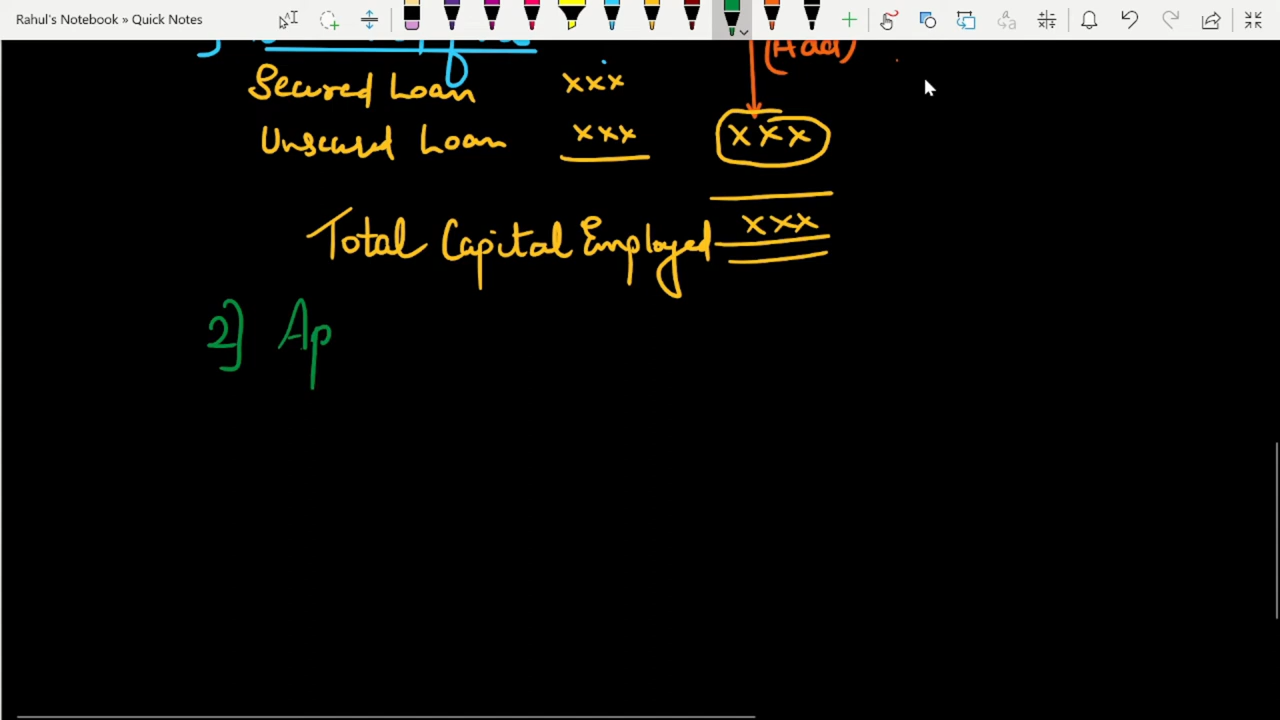 Rahul's Notebook » Quick Notes
(Add)
Secured Loan xxx
Unsecured Loan xxx xxx
Total Capital Employed xxx
2] Ap